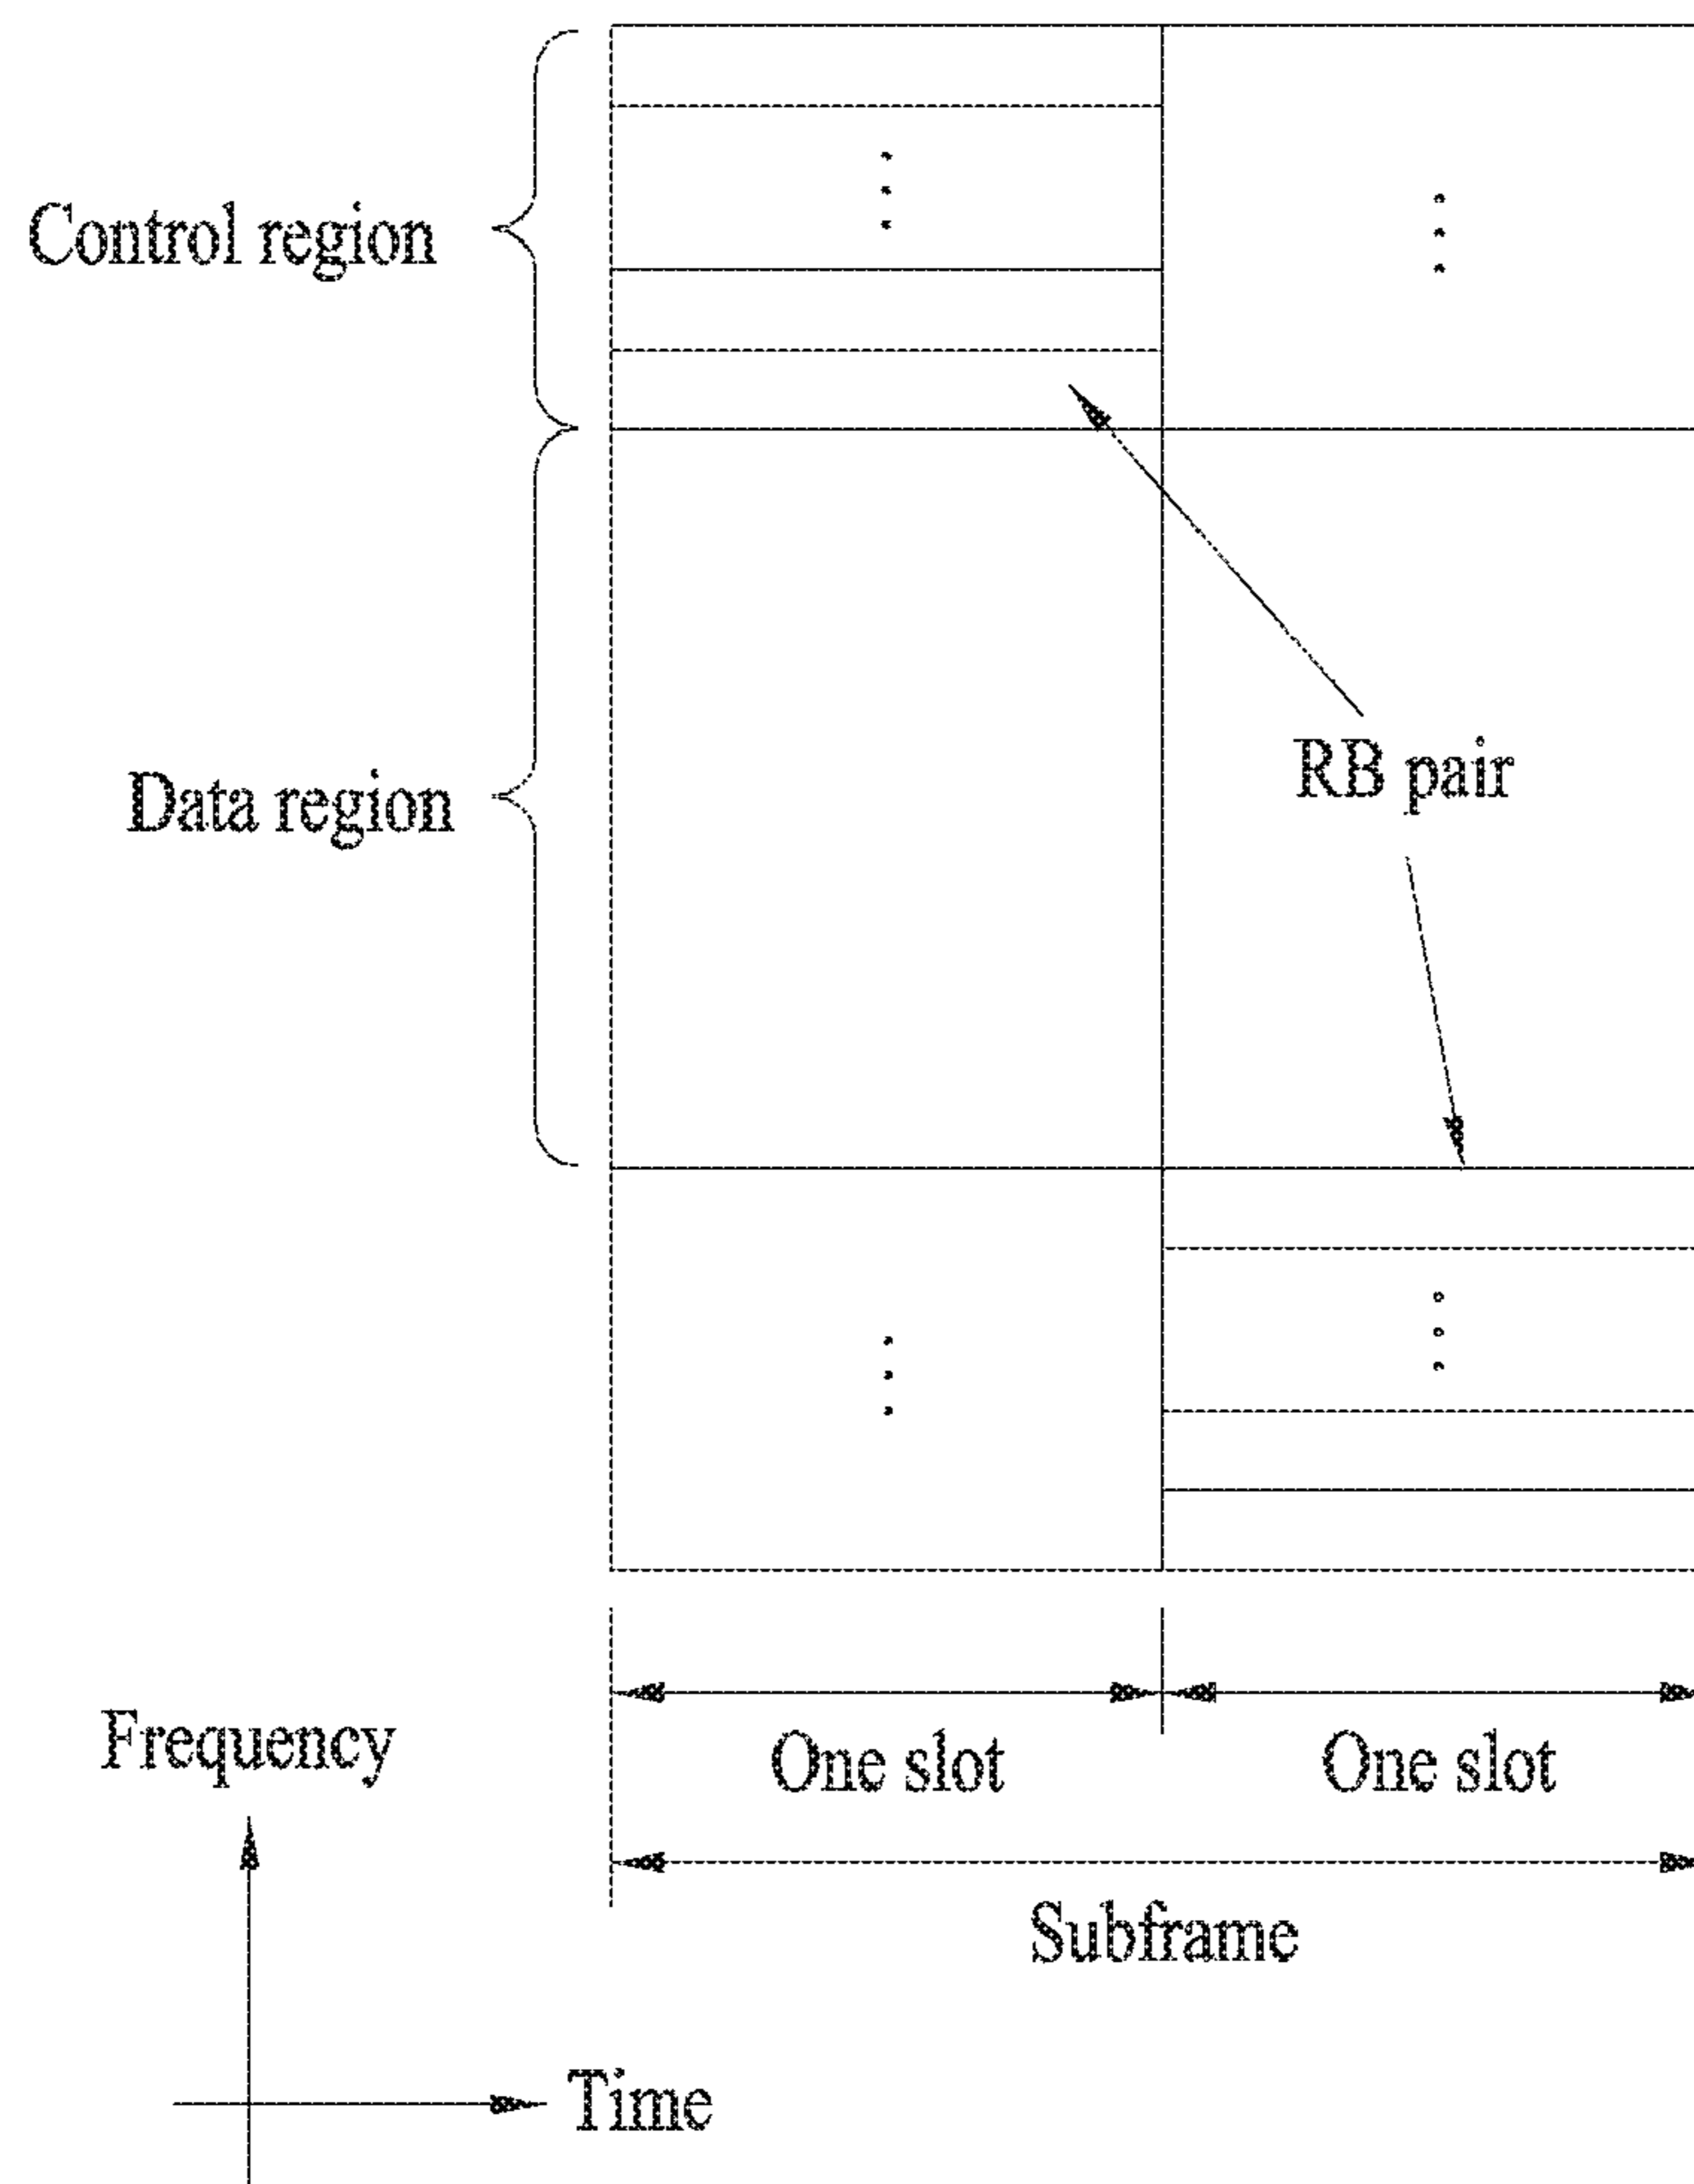 Control region
Data region
RB pair
Frequency
One slot
One slot
Subframe
Time